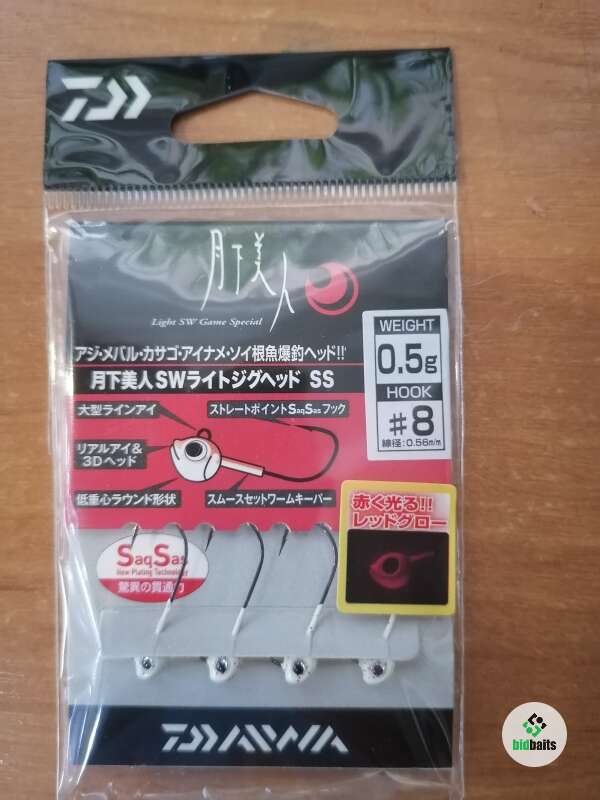 月下美人
Light SW Game Special
アジ・メバル・カサゴ・アイナメ・ソイ根魚爆釣ヘッド!!
月下美人SWライトジグヘッド SS
WEIGHT
0.5g
HOOK
#8
線径:0.56m/m
大型ラインアイ
ストレートポイントSaqSasフック
リアルアイ&
3Dヘッド
低重心ラウンド形状
スムースセットワームキーパー
赤く光る!!
レッドグロー
SaqSas
New Plating Technology
驚異の貫通力
DAIWA
bidbaits